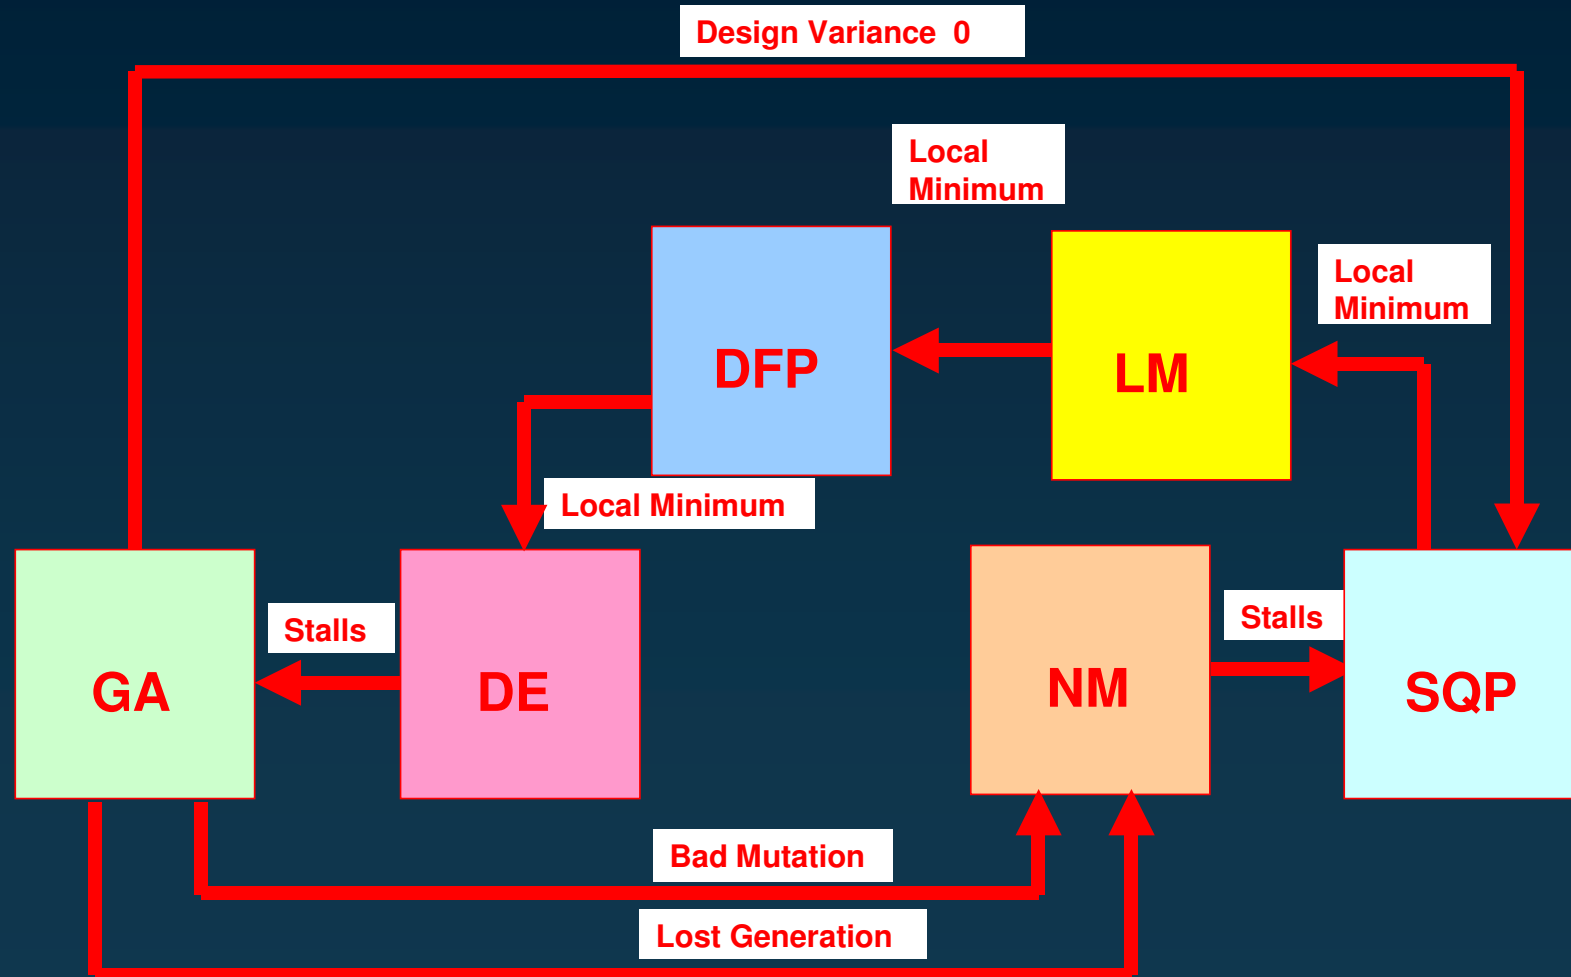 Design Variance 0
Local
Minimum
Local
Minimum
DFP
LM
Local Minimum
Stalls
Stalls
GA
DE
NM
SQP
Bad Mutation
Lost Generation